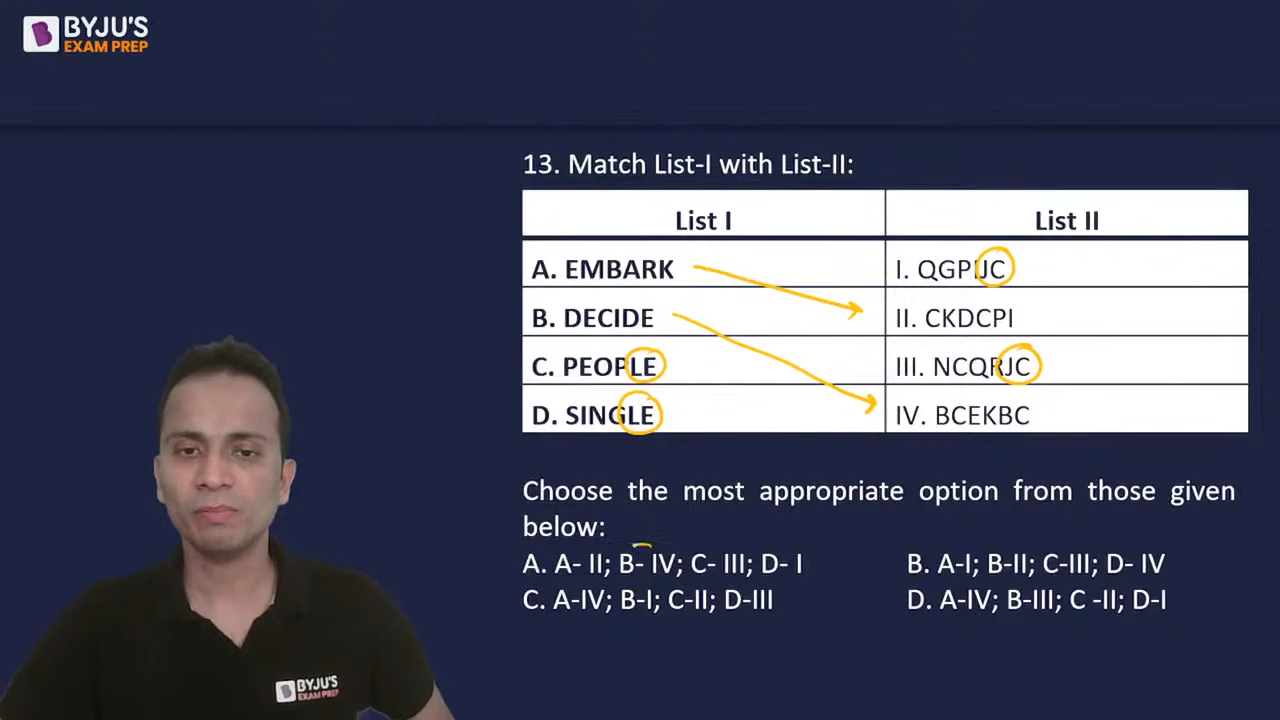 BYJU'S
EXAM PREP
13. Match List-I with List-II:
List I List II
A. EMBARK I. QGPIJC
B. DECIDE II. CKDCPI
C. PEOPLE III. NCQRJC
D. SINGLE IV. BCEKBC
Choose the most appropriate option from those given
below:
A. A- II; B- IV; C- III; D- I B. A-I; B-II; C-III; D- IV
C. A-IV; B-I; C-II; D-III D. A-IV; B-III; C -II; D-I
BYJU'S
EXAM PREP